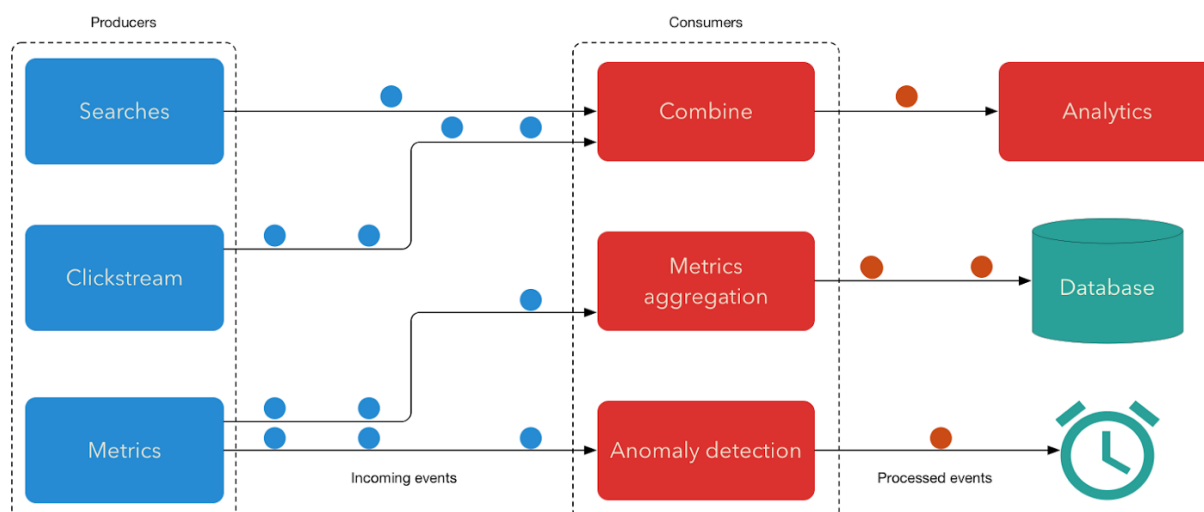 Producers
Consumers
Searches
Combine
Analytics
Clickstream
Metrics
aggregation
Database
Metrics
Anomaly detection
Incoming events
Processed events